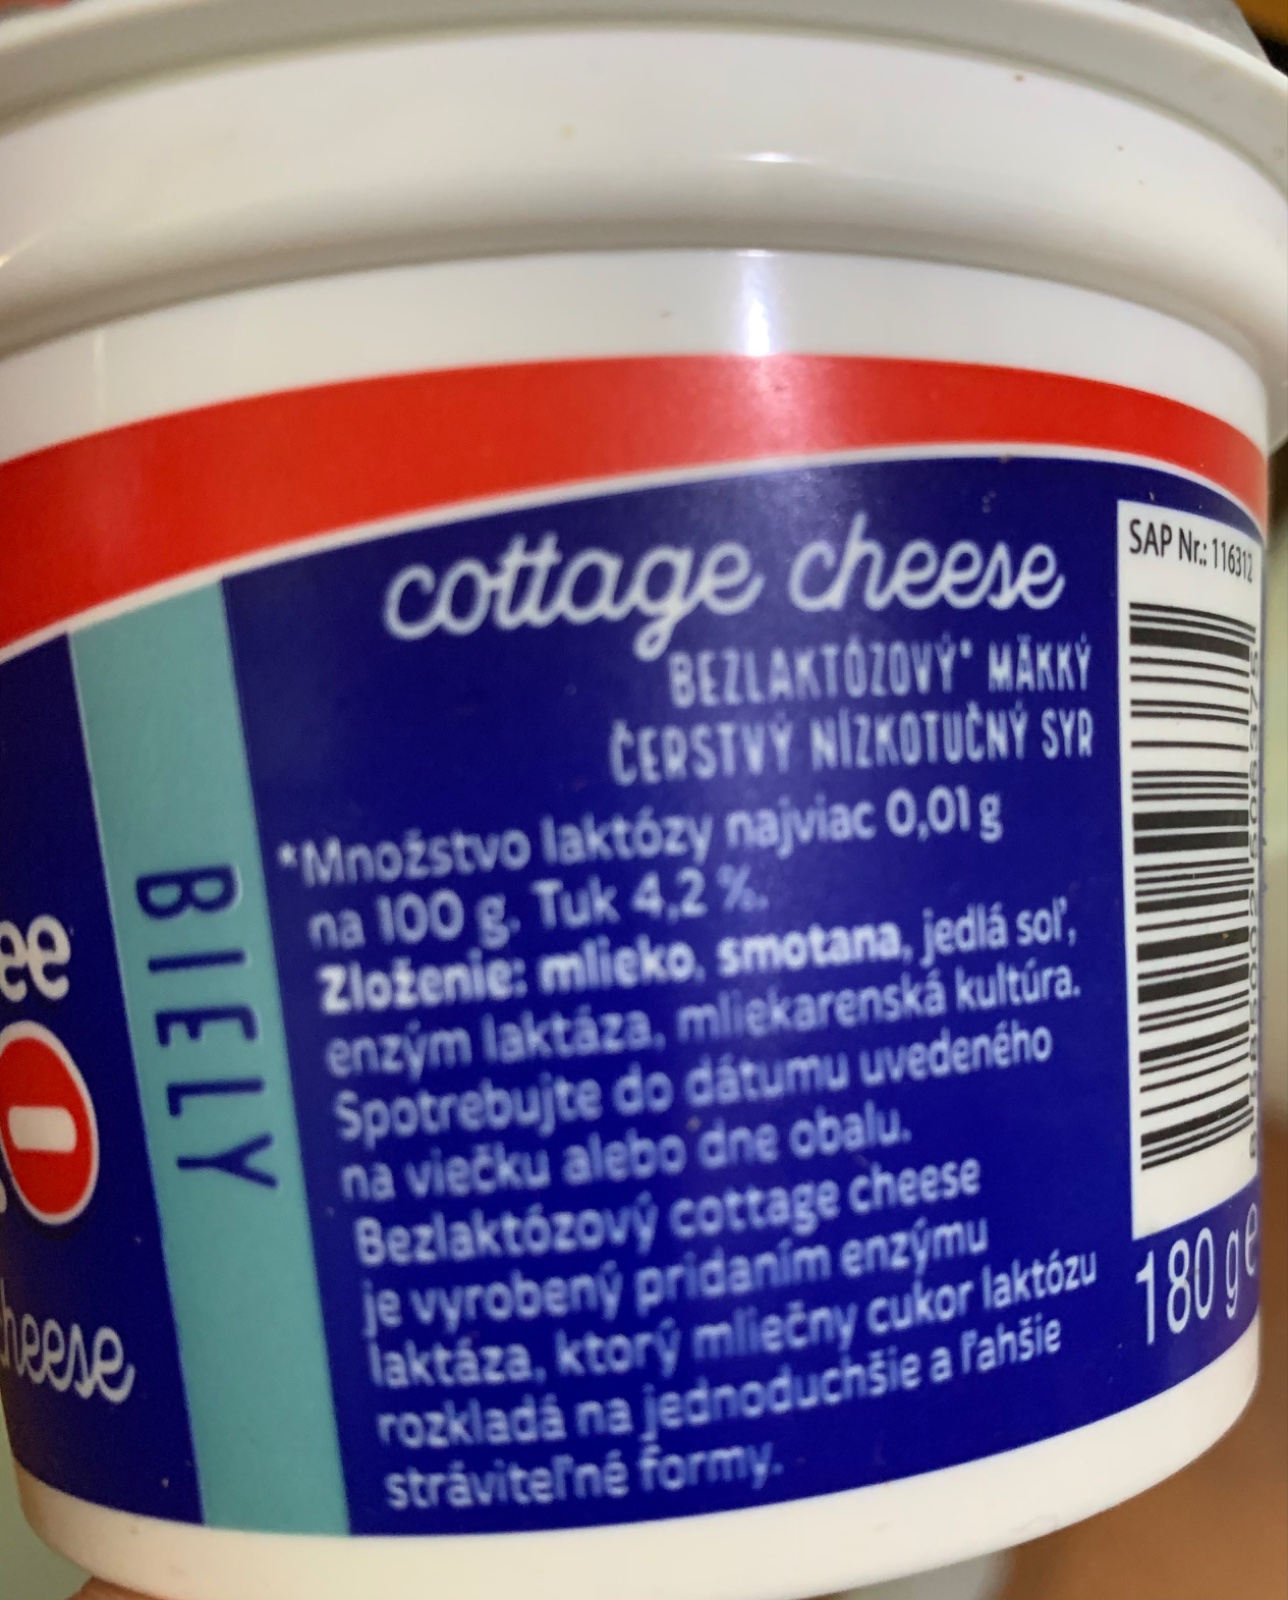 cottage cheese
BEZLAKTÓZOVÝ* MÄKKÝ
ČERSTVÝ NÍZKOTUČNÝ SYR
*Množstvo laktózy najviac 0,01 g
na 100 g. Tuk 4,2 %.
Zloženie: mlieko, smotana, jedlá soľ,
enzým laktáza, mliekarenská kultúra.
Spotrebujte do dátumu uvedeného
na viečku alebo dne obalu.
Bezlaktózový cottage cheese
je vyrobený pridaním enzýmu
laktáza, ktorý mliečny cukor laktózu
rozkladá na jednoduchšie a ľahšie
stráviteľné formy.
BIELY
ee
0
heese
SAP Nr.: 116312
180 g e